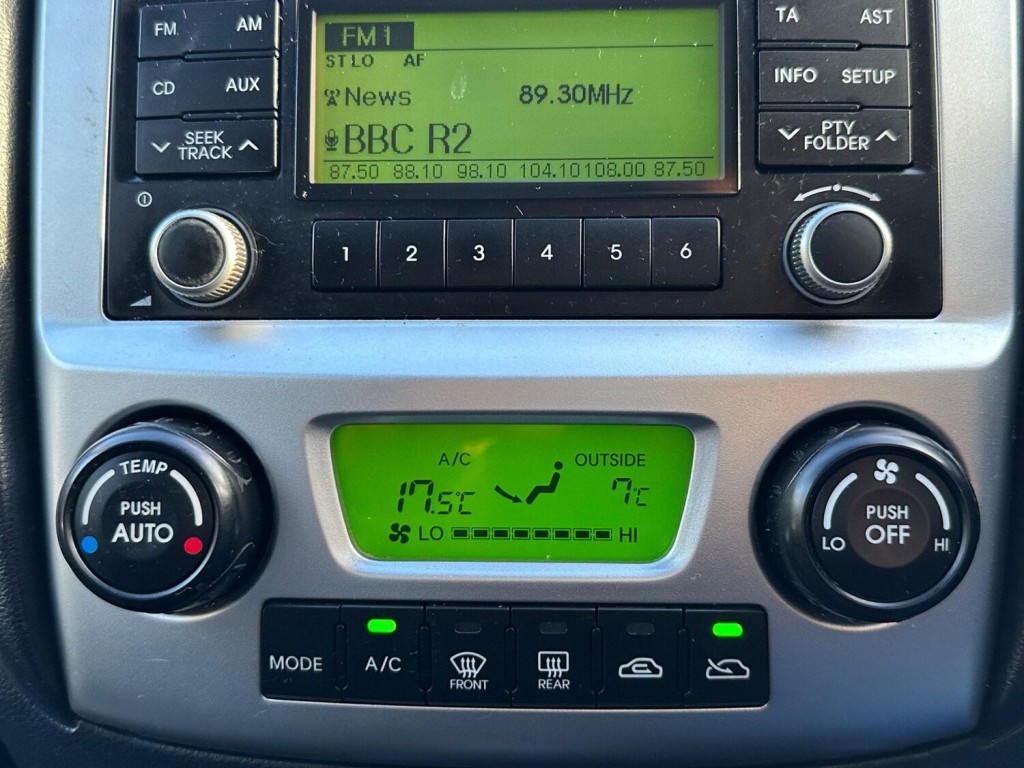 FM AM
CD AUX
SEEK
TRACK
FM1
ST LO AF
News 89.30MHz
BBC R2
87.50 88.10 98.10 104.10 108.00 87.50
TA AST
INFO SETUP
PTY
FOLDER
1 2 3 4 5 6
TEMP
PUSH
AUTO
A/C OUTSIDE
17.5°C 7°C
LO HI
PUSH
OFF
LO HI
MODE A/C FRONT REAR